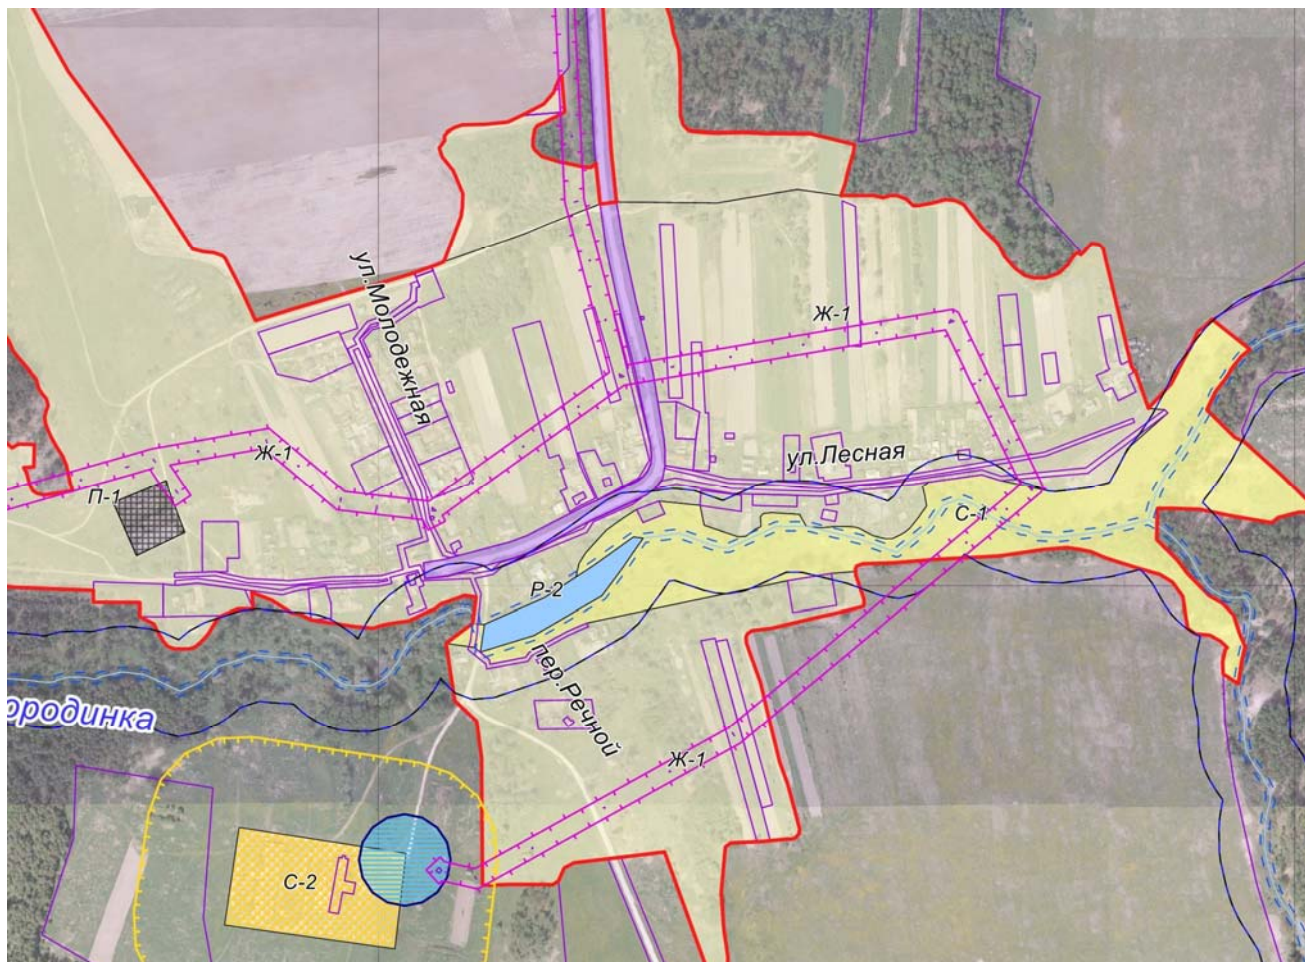 ул.Молодежная
Ж-1
Ж-1
ул.Лесная
П-1
С-1
Р-2
пер.Речной
ородинка
Ж-1
С-2